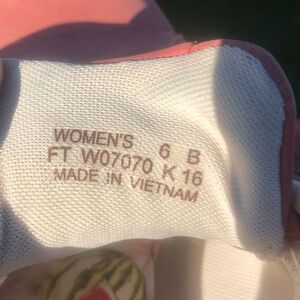 WOMEN'S 6 B
FT W07070 K 16
MADE IN VIETNAM